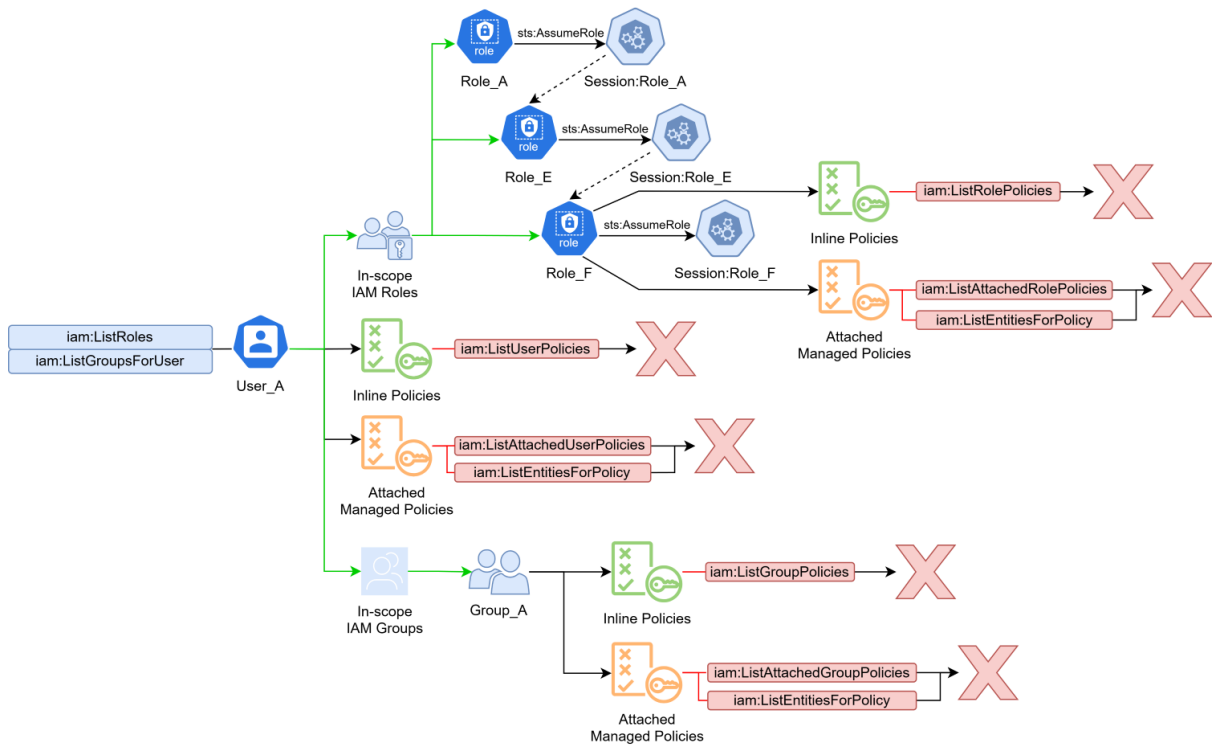 role
sts:AssumeRole
Role_A
Session:Role_A
role
sts:AssumeRole
Role_E
Session:Role_E
role
sts:AssumeRole
Role_F
Session:Role_F
Inline Policies
iam:ListRolePolicies
Attached
Managed Policies
iam:ListAttachedRolePolicies
iam:ListEntitiesForPolicy
In-scope
IAM Roles
iam:ListRoles
iam:ListGroupsForUser
User_A
Inline Policies
iam:ListUserPolicies
Attached
Managed Policies
iam:ListAttachedUserPolicies
iam:ListEntitiesForPolicy
In-scope
IAM Groups
Group_A
Inline Policies
iam:ListGroupPolicies
Attached
Managed Policies
iam:ListAttachedGroupPolicies
iam:ListEntitiesForPolicy